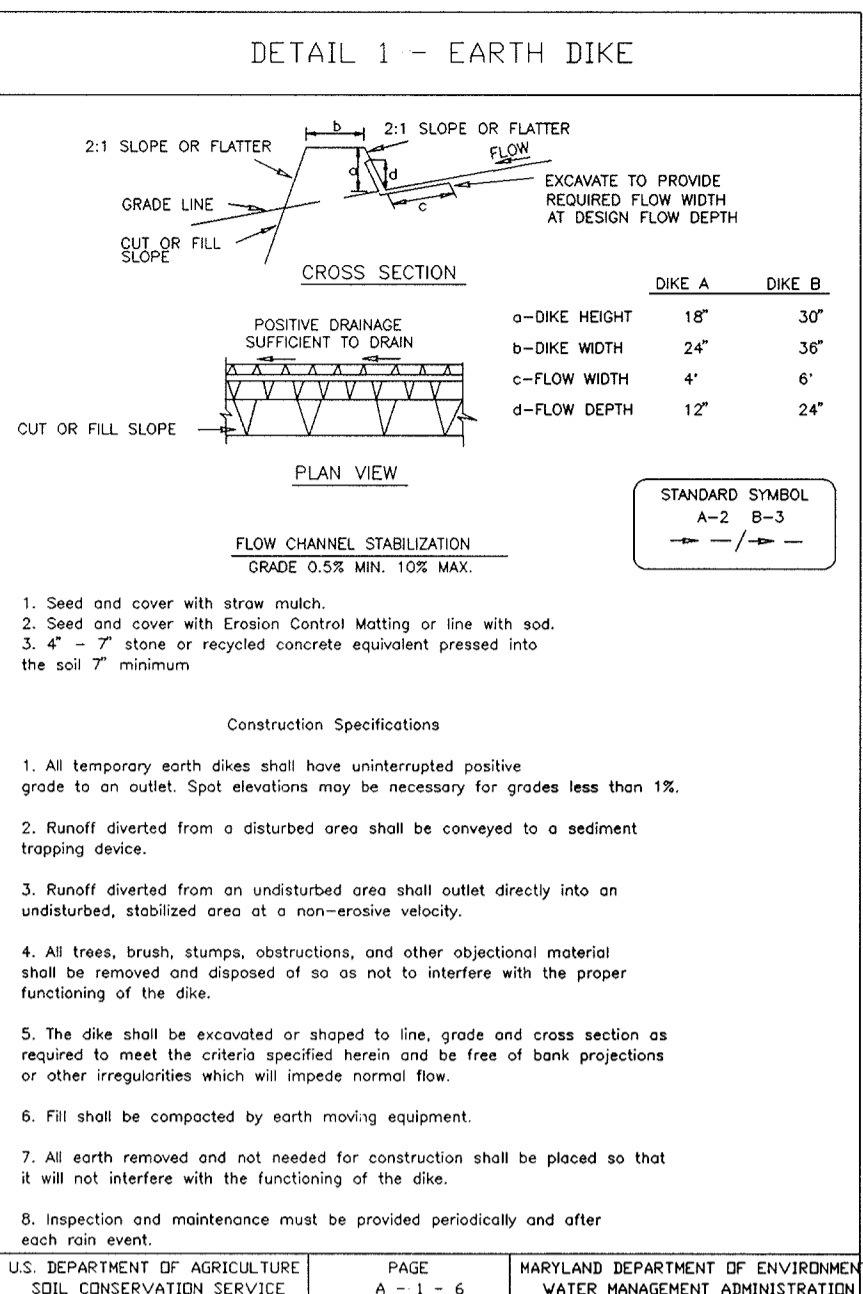 DETAIL 1 - EARTH DIKE
b
2:1 SLOPE OR FLATTER
2:1 SLOPE OR FLATTER
FLOW
a
d
EXCAVATE TO PROVIDE
REQUIRED FLOW WIDTH
AT DESIGN FLOW DEPTH
GRADE LINE
c
CUT OR FILL
SLOPE
CROSS SECTION
DIKE A DIKE B
a-DIKE HEIGHT 18" 30"
b-DIKE WIDTH 24" 36"
c-FLOW WIDTH 4' 6'
d-FLOW DEPTH 12" 24"
POSITIVE DRAINAGE
SUFFICIENT TO DRAIN
CUT OR FILL SLOPE
PLAN VIEW
STANDARD SYMBOL
A-2 B-3
/
FLOW CHANNEL STABILIZATION
GRADE 0.5% MIN. 10% MAX.
1. Seed and cover with straw mulch.
2. Seed and cover with Erosion Control Matting or line with sod.
3. 4" - 7" stone or recycled concrete equivalent pressed into
the soil 7" minimum
Construction Specifications
1. All temporary earth dikes shall have uninterrupted positive
grade to an outlet. Spot elevations may be necessary for grades less than 1%.
2. Runoff diverted from a disturbed area shall be conveyed to a sediment
trapping device.
3. Runoff diverted from an undisturbed area shall outlet directly into an
undisturbed, stabilized area at a non-erosive velocity.
4. All trees, brush, stumps, obstructions, and other objectional material
shall be removed and disposed of so as not to interfere with the proper
functioning of the dike.
5. The dike shall be excavated or shaped to line, grade and cross section as
required to meet the criteria specified herein and be free of bank projections
or other irregularities which will impede normal flow.
6. Fill shall be compacted by earth moving equipment.
7. All earth removed and not needed for construction shall be placed so that
it will not interfere with the functioning of the dike.
8. Inspection and maintenance must be provided periodically and after
each rain event.
U.S. DEPARTMENT OF AGRICULTURE
SOIL CONSERVATION SERVICE
PAGE
A - 1 - 6
MARYLAND DEPARTMENT OF ENVIRONMEN
WATER MANAGEMENT ADMINISTRATION